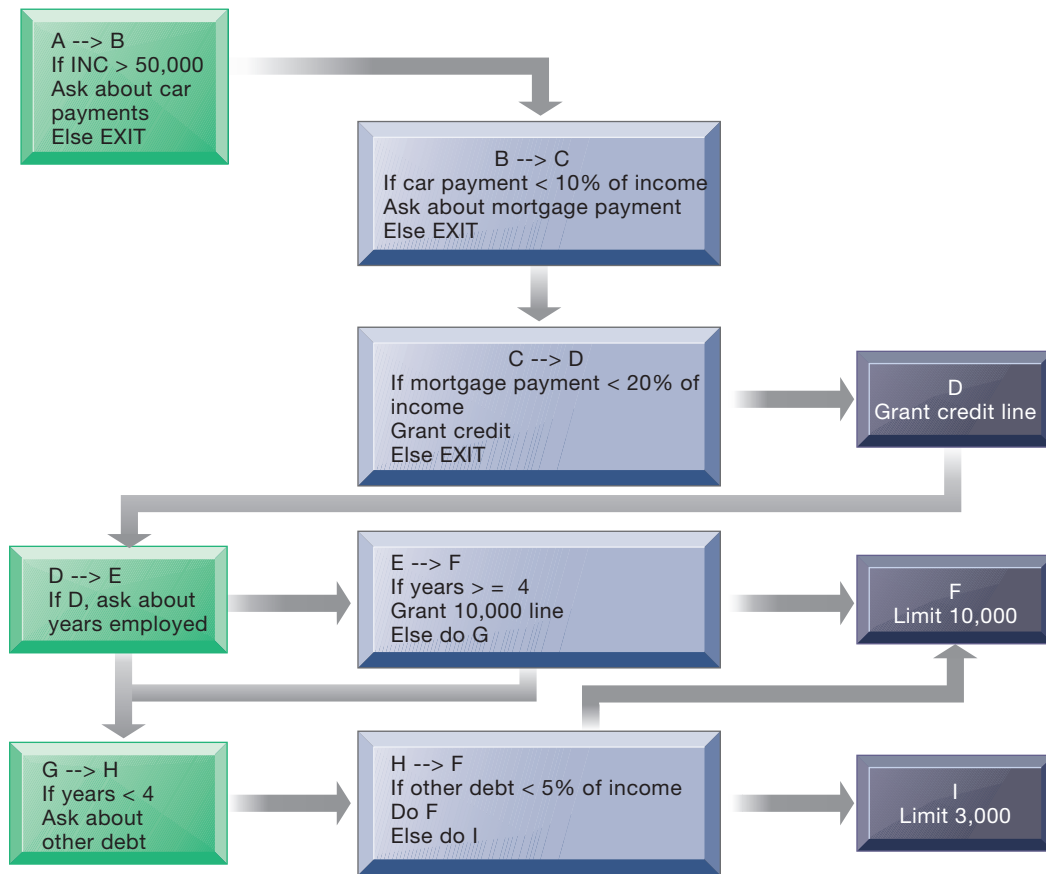 A --> B
If INC > 50,000
Ask about car
payments
Else EXIT
B --> C
If car payment < 10% of income
Ask about mortgage payment
Else EXIT
C --> D
If mortgage payment < 20% of
income
Grant credit
Else EXIT
D
Grant credit line
D --> E
If D, ask about
years employed
E --> F
If years > = 4
Grant 10,000 line
Else do G
F
Limit 10,000
G --> H
If years < 4
Ask about
other debt
H --> F
If other debt < 5% of income
Do F
Else do I
I
Limit 3,000